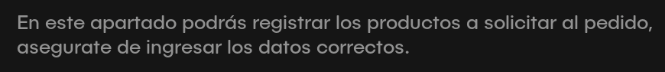 En este apartado podrás registrar los productos a solicitar al pedido,
asegurate de ingresar los datos correctos.